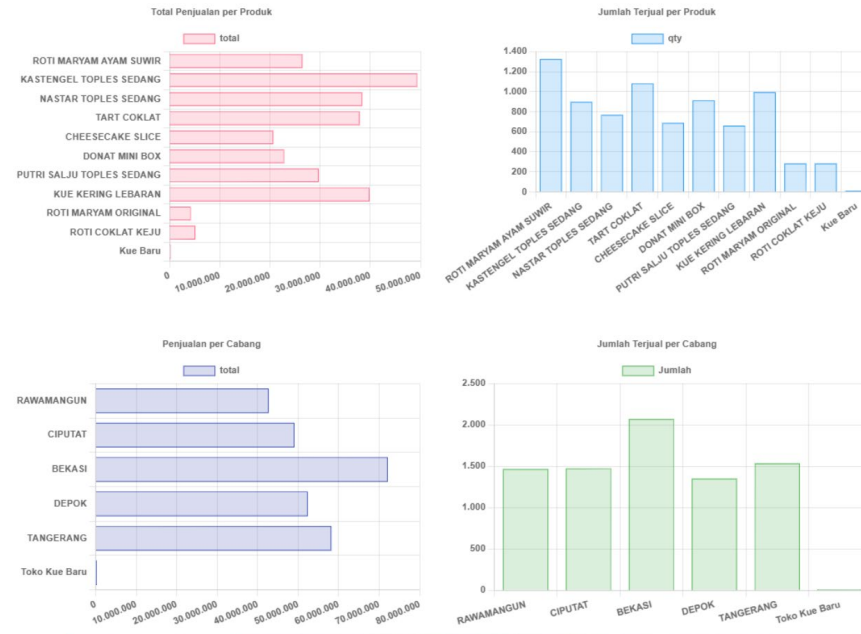 Total Penjualan per Produk
total
ROTI MARYAM AYAM SUWIR
KASTENGEL TOPLES SEDANG
NASTAR TOPLES SEDANG
TART COKLAT
CHEESECAKE SLICE
DONAT MINI BOX
PUTRI SALJU TOPLES SEDANG
KUE KERING LEBARAN
ROTI MARYAM ORIGINAL
ROTI COKLAT KEJU
Kue Baru
0 10.000.000 20.000.000 30.000.000 40.000.000 50.000.000
Jumlah Terjual per Produk
qty
1.400
1.200
1.000
800
600
400
200
0
ROTI MARYAM AYAM SUWIR
KASTENGEL TOPLES SEDANG
NASTAR TOPLES SEDANG
TART COKLAT
CHEESECAKE SLICE
DONAT MINI BOX
PUTRI SALJU TOPLES SEDANG
KUE KERING LEBARAN
ROTI MARYAM ORIGINAL
ROTI COKLAT KEJU
Kue Baru
Penjualan per Cabang
total
RAWAMANGUN
CIPUTAT
BEKASI
DEPOK
TANGERANG
Toko Kue Baru
0 10.000.000 20.000.000 30.000.000 40.000.000 50.000.000 60.000.000 70.000.000 80.000.000
Jumlah Terjual per Cabang
Jumlah
2.500
2.000
1.500
1.000
500
0
RAWAMANGUN
CIPUTAT
BEKASI
DEPOK
TANGERANG
Toko Kue Baru